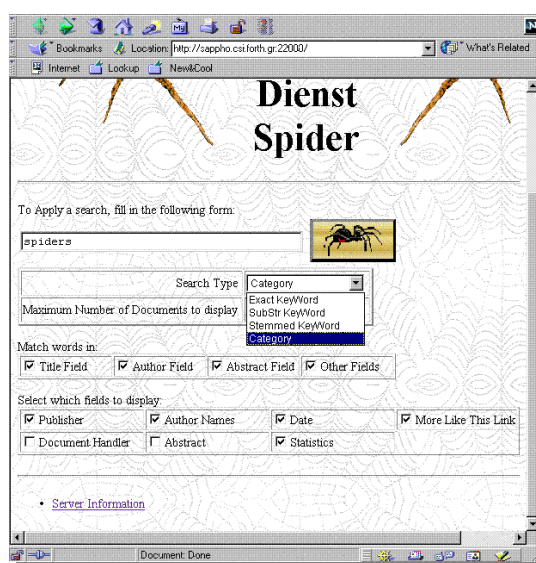 My
N
Bookmarks Location: http://sappho.csi.forth.gr:22000/ What's Related
Internet Lookup New&Cool
Dienst
Spider
To Apply a search, fill in the following form:
spiders
Search Type Category
Exact KeyWord
Maximum Number of Documents to display SubStr KeyWord
Stemmed KeyWord
Category
Match words in:
Title Field Author Field Abstract Field Other Fields
Select which fields to display:
Publisher Author Names Date More Like This Link
Document Handler Abstract Statistics
• Server Information
Document: Done